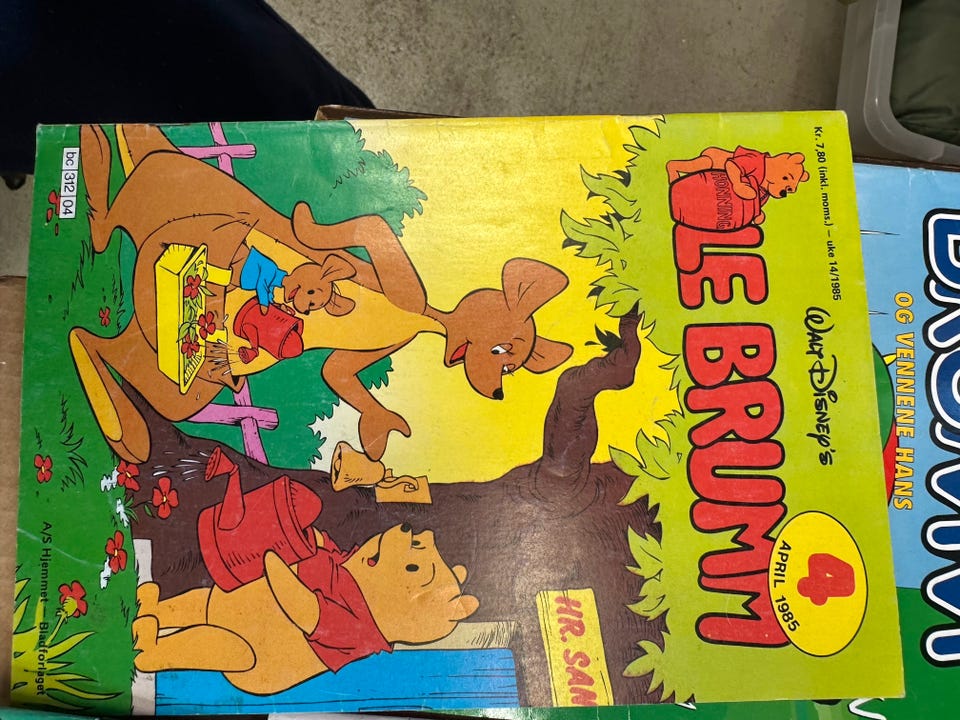 Kr. 7,80 (inkl. moms.) – uke 14/1985
WALT DISNEY'S
OLE BRUMM
HONNING
4
APRIL 1985
HR. SAN
bc 312 04
A/S Hjemmet – Bladforlaget
OG VENNENE HANS